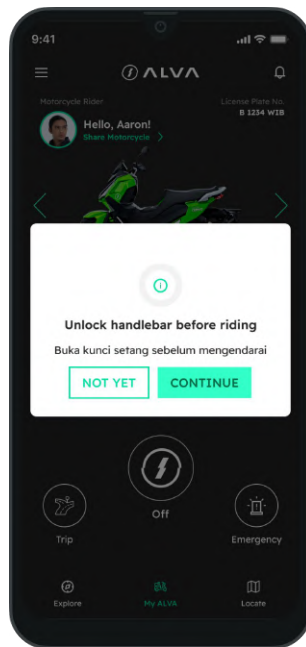 9:41
ALVA
Motorcycle Rider
License Plate No.
B 1234 WIB
Hello, Aaron!
Share Motorcycle
Unlock handlebar before riding
Buka kunci setang sebelum mengendarai
NOT YET
CONTINUE
Off
Trip
Emergency
Explore
My ALVA
Locate